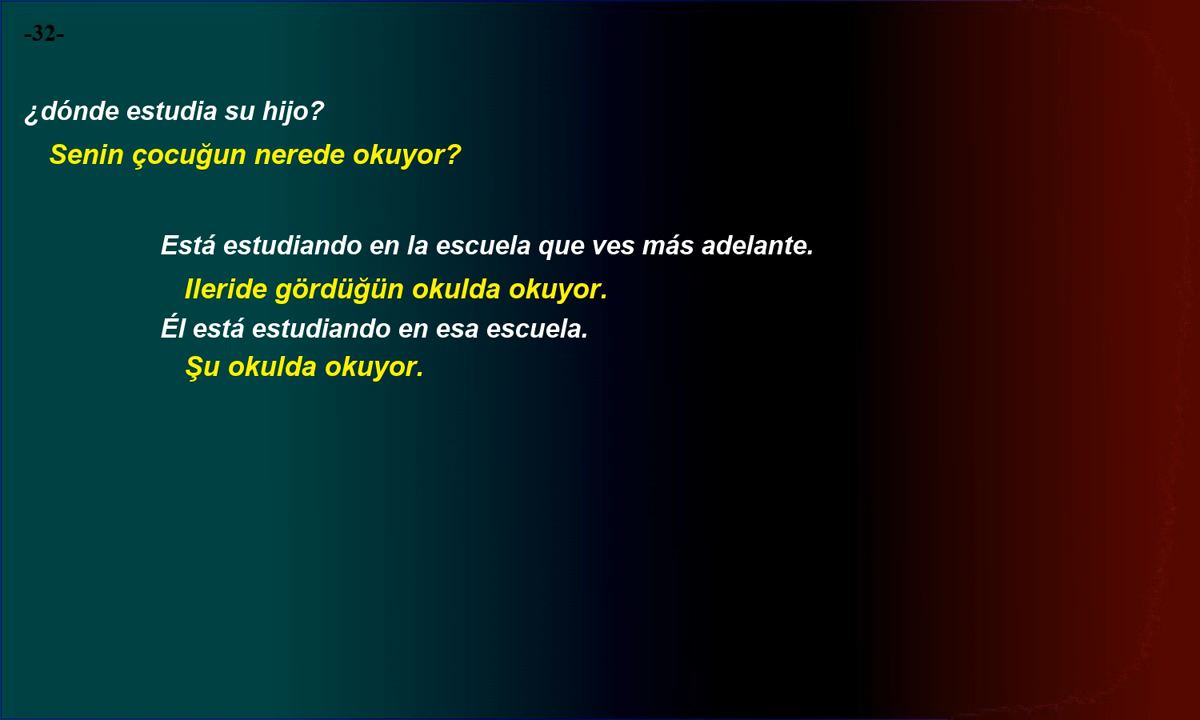 -32-
¿dónde estudia su hijo?
Senin çocuğun nerede okuyor?
Está estudiando en la escuela que ves más adelante.
Ileride gördüğün okulda okuyor.
Él está estudiando en esa escuela.
Şu okulda okuyor.